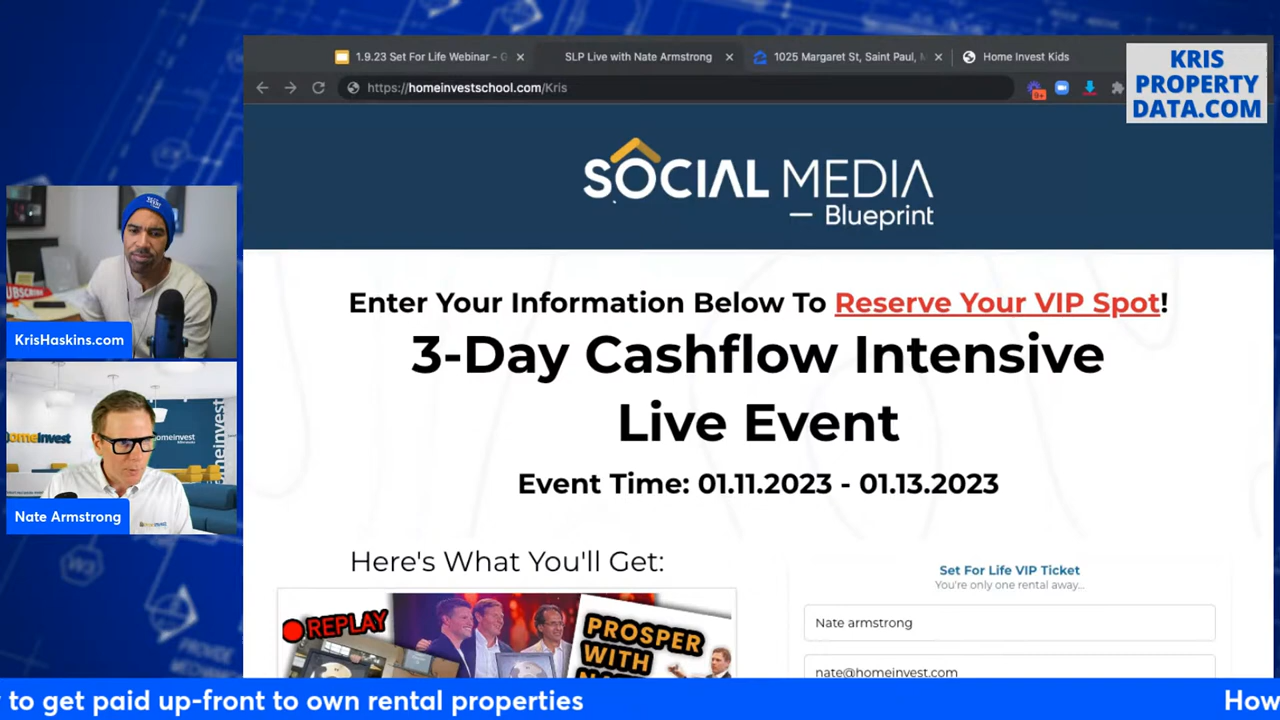 1.9.23 Set For Life Webinar - G
SLP Live with Nate Armstrong
1025 Margaret St, Saint Paul, M
Home Invest Kids
https://homeinvestschool.com/Kris
9+
KRIS
PROPERTY
DATA.COM
SOCIAL MEDIA
— Blueprint
Enter Your Information Below To Reserve Your VIP Spot!
3-Day Cashflow Intensive
Live Event
Event Time: 01.11.2023 - 01.13.2023
Here's What You'll Get:
REPLAY
PROSPER
WITH
Set For Life VIP Ticket
You're only one rental away...
Nate armstrong
nate@homeinvest.com
KrisHaskins.com
omeInvest
homeinvest
homeinvest
Nate Armstrong
to get paid up-front to own rental properties
How